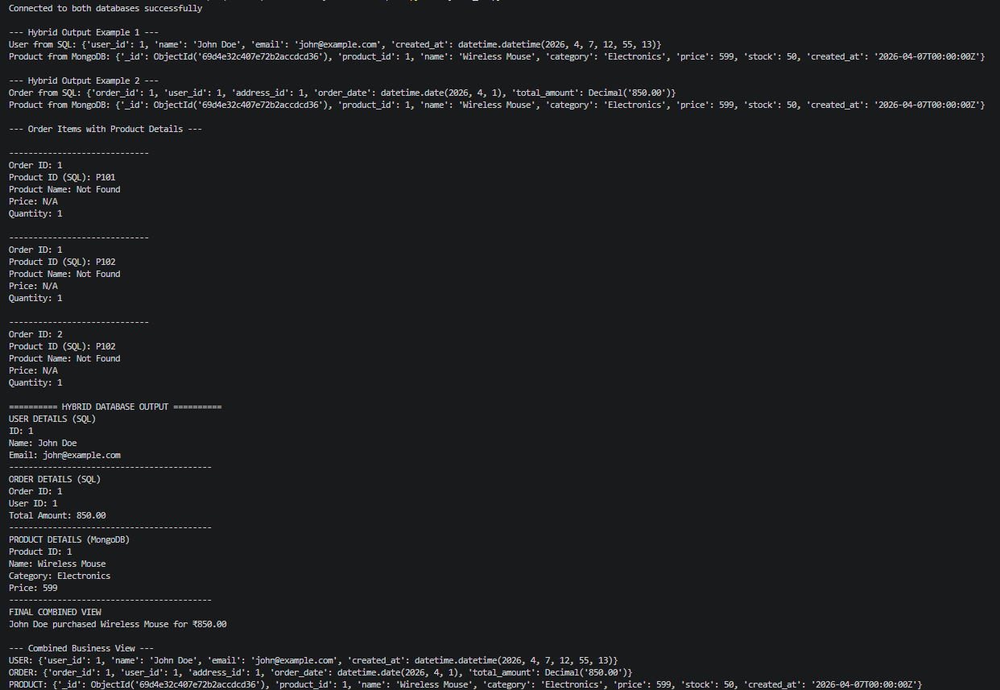 Connected to both databases successfully
--- Hybrid Output Example 1 ---
User from SQL: {'user_id': 1, 'name': 'John Doe', 'email': 'john@example.com', 'created_at': datetime.datetime(2026, 4, 7, 12, 55, 13)}
Product from MongoDB: {'_id': ObjectId('69d4e32c407e72b2accdcd36'), 'product_id': 1, 'name': 'Wireless Mouse', 'category': 'Electronics', 'price': 599, 'stock': 50, 'created_at': '2026-04-07T00:00:00Z'}
--- Hybrid Output Example 2 ---
Order from SQL: {'order_id': 1, 'user_id': 1, 'address_id': 1, 'order_date': datetime.date(2026, 4, 1), 'total_amount': Decimal('850.00')}
Product from MongoDB: {'_id': ObjectId('69d4e32c407e72b2accdcd36'), 'product_id': 1, 'name': 'Wireless Mouse', 'category': 'Electronics', 'price': 599, 'stock': 50, 'created_at': '2026-04-07T00:00:00Z'}
--- Order Items with Product Details ---
-----------------------------
Order ID: 1
Product ID (SQL): P101
Product Name: Not Found
Price: N/A
Quantity: 1
-----------------------------
Order ID: 1
Product ID (SQL): P102
Product Name: Not Found
Price: N/A
Quantity: 1
-----------------------------
Order ID: 2
Product ID (SQL): P102
Product Name: Not Found
Price: N/A
Quantity: 1
========== HYBRID DATABASE OUTPUT ==========
USER DETAILS (SQL)
ID: 1
Name: John Doe
Email: john@example.com
------------------------------------------
ORDER DETAILS (SQL)
Order ID: 1
User ID: 1
Total Amount: 850.00
------------------------------------------
PRODUCT DETAILS (MongoDB)
Product ID: 1
Name: Wireless Mouse
Category: Electronics
Price: 599
------------------------------------------
FINAL COMBINED VIEW
John Doe purchased Wireless Mouse for ₹850.00
--- Combined Business View ---
USER: {'user_id': 1, 'name': 'John Doe', 'email': 'john@example.com', 'created_at': datetime.datetime(2026, 4, 7, 12, 55, 13)}
ORDER: {'order_id': 1, 'user_id': 1, 'address_id': 1, 'order_date': datetime.date(2026, 4, 1), 'total_amount': Decimal('850.00')}
PRODUCT: {'_id': ObjectId('69d4e32c407e72b2accdcd36'), 'product_id': 1, 'name': 'Wireless Mouse', 'category': 'Electronics', 'price': 599, 'stock': 50, 'created_at': '2026-04-07T00:00:00Z'}